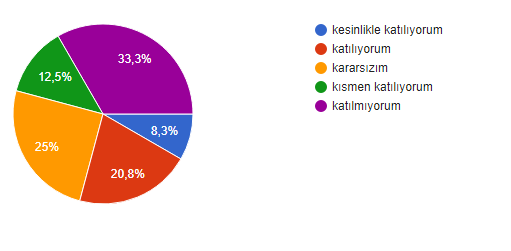 33,3%
12,5%
8,3%
25%
20,8%
kesinlikle katılıyorum
katılıyorum
kararsızım
kısmen katılıyorum
katılmıyorum